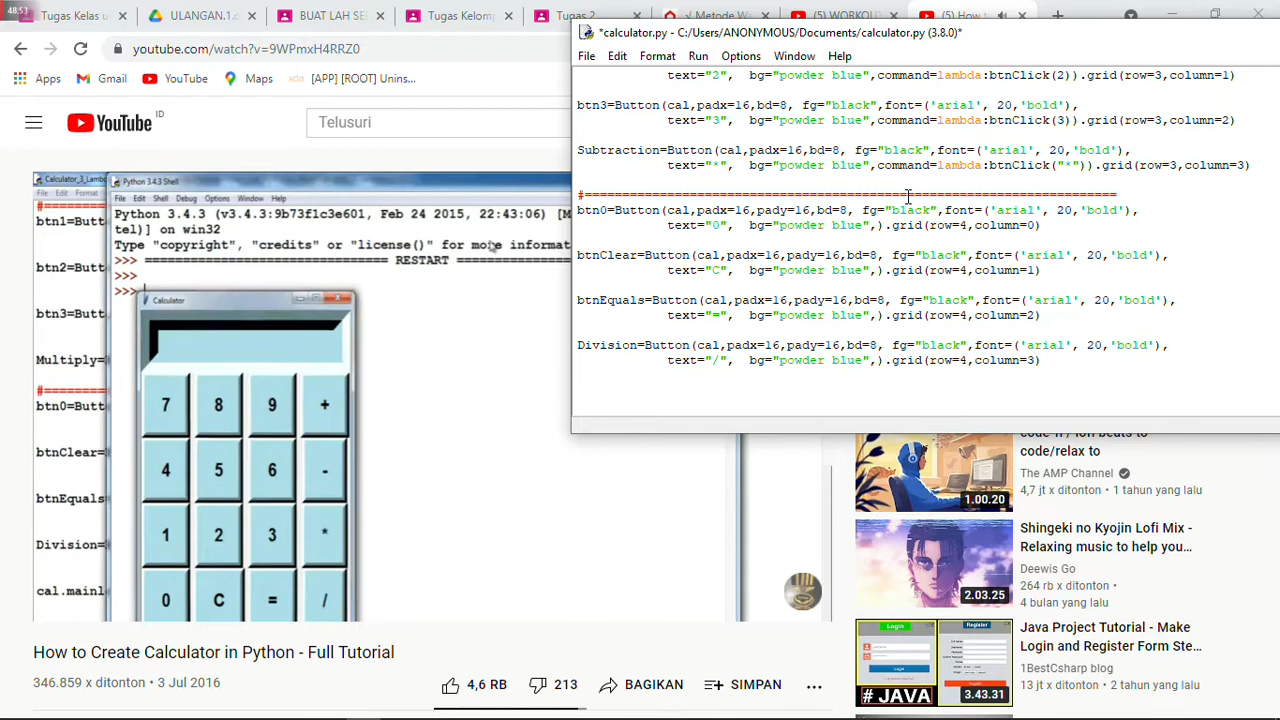 48:53
Tugas Kelas u
ULANGAN.1.d
BUAT LAH SE
Tugas Kelomp
Tugas 2
√ Metode Wa
(5) WORKOU
(5) How t
youtube.com/watch?v=9WPmxH4RRZ0
Apps
Gmail
YouTube
Maps
[APP] [ROOT] Unins...
YouTube ID
Telusuri
*calculator.py - C:/Users/ANONYMOUS/Documents/calculator.py (3.8.0)*
File Edit Format Run Options Window Help
text="2",  bg="powder blue",command=lambda:btnClick(2)).grid(row=3,column=1)
btn3=Button(cal,padx=16,bd=8, fg="black",font=('arial', 20,'bold'),
text="3",  bg="powder blue",command=lambda:btnClick(3)).grid(row=3,column=2)
Subtraction=Button(cal,padx=16,bd=8, fg="black",font=('arial', 20,'bold'),
text="*",  bg="powder blue",command=lambda:btnClick("*")).grid(row=3,column=3)
#=======================================================================
btn0=Button(cal,padx=16,pady=16,bd=8, fg="black",font=('arial', 20,'bold'),
text="0",  bg="powder blue",).grid(row=4,column=0)
btnClear=Button(cal,padx=16,pady=16,bd=8, fg="black",font=('arial', 20,'bold'),
text="C",  bg="powder blue",).grid(row=4,column=1)
btnEquals=Button(cal,padx=16,pady=16,bd=8, fg="black",font=('arial', 20,'bold'),
text="=",  bg="powder blue",).grid(row=4,column=2)
Division=Button(cal,padx=16,pady=16,bd=8, fg="black",font=('arial', 20,'bold'),
text="/",  bg="powder blue",).grid(row=4,column=3)
Calculator_3_Lambd
File Edit Format
#=======
btn1=Butt
btn2=Butt
btn3=Butt
Multiply=
#=======
btn0=Butt
btnClear=
btnEquals
Division=
cal.mainl
Python 3.4.3 Shell
File Edit Shell Debug Options Window Help
Python 3.4.3 (v3.4.3:9b73f1c3e601, Feb 24 2015, 22:43:06) [M
tel)] on win32
Type "copyright", "credits" or "license()" for more informat
>>> ================================ RESTART ================
>>>
>>>
Calculator
7 8 9 +
4 5 6 -
1 2 3 *
0 C = /
How to Create Calculator in Python - Full Tutorial
4,6 RB
213
BAGIKAN
SIMPAN
code-fi / lofi beats to
code/relax to
The AMP Channel
4,7 jt x ditonton • 1 tahun yang lalu
1.00.20
Shingeki no Kyojin Lofi Mix -
Relaxing music to help you...
Deewis Go
264 rb x ditonton •
4 bulan yang lalu
2.03.25
Java Project Tutorial - Make
Login and Register Form Ste...
1BestCsharp blog
13 jt x ditonton • 2 tahun yang lalu
Login
Register
# JAVA
3.43.31